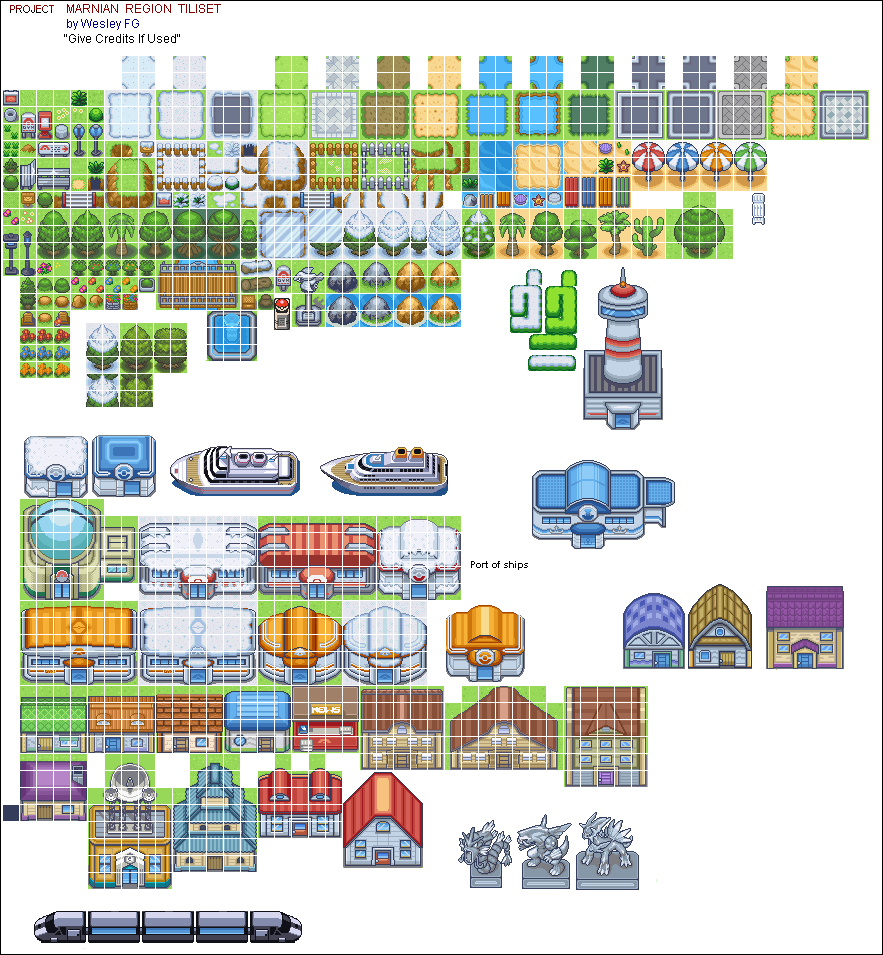 PROJECT MARNIAN REGION TILISET
by Wesley FG
"Give Credits If Used"
Port of ships
NEWS